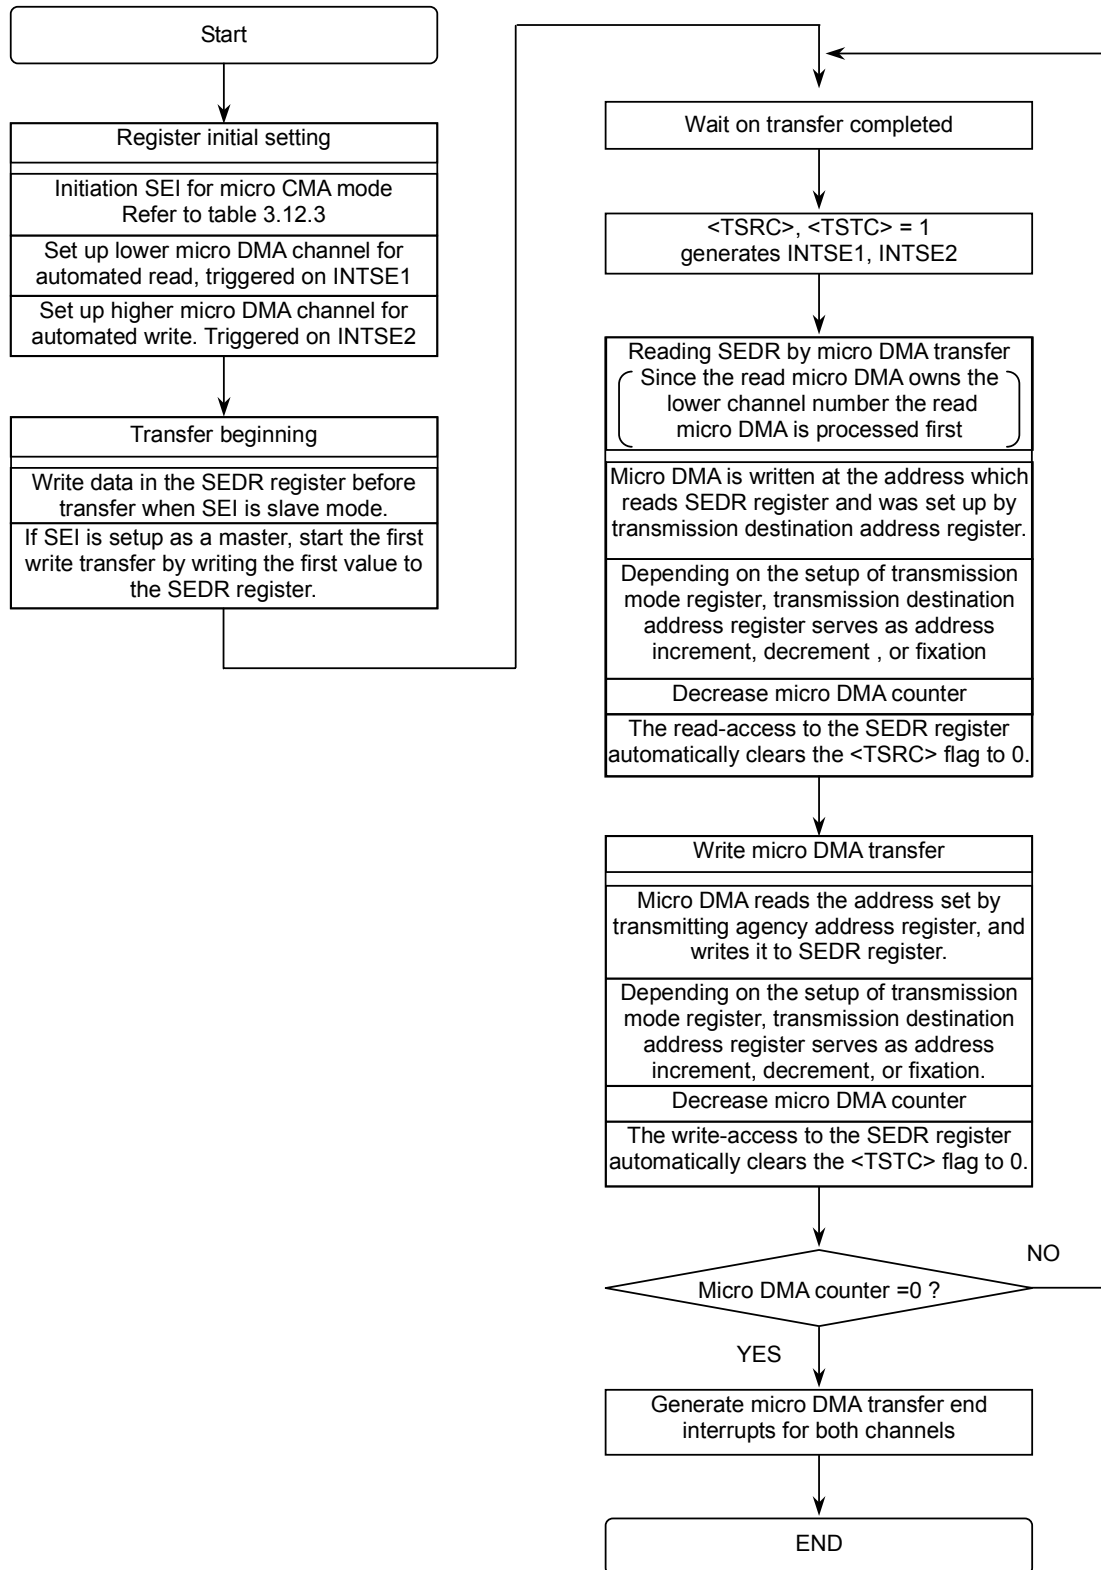 Start
Register initial setting
Initiation SEI for micro CMA mode
Refer to table 3.12.3
Set up lower micro DMA channel for
automated read, triggered on INTSE1
Set up higher micro DMA channel for
automated write. Triggered on INTSE2
Transfer beginning
Write data in the SEDR register before
transfer when SEI is slave mode.
If SEI is setup as a master, start the first
write transfer by writing the first value to
the SEDR register.
Wait on transfer completed
<TSRC>, <TSTC> = 1
generates INTSE1, INTSE2
Reading SEDR by micro DMA transfer
Since the read micro DMA owns the
lower channel number the read
micro DMA is processed first
Micro DMA is written at the address which
reads SEDR register and was set up by
transmission destination address register.
Depending on the setup of transmission
mode register, transmission destination
address register serves as address
increment, decrement , or fixation
Decrease micro DMA counter
The read-access to the SEDR register
automatically clears the <TSRC> flag to 0.
Write micro DMA transfer
Micro DMA reads the address set by
transmitting agency address register, and
writes it to SEDR register.
Depending on the setup of transmission
mode register, transmission destination
address register serves as address
increment, decrement, or fixation.
Decrease micro DMA counter
The write-access to the SEDR register
automatically clears the <TSTC> flag to 0.
Micro DMA counter =0 ?
NO
YES
Generate micro DMA transfer end
interrupts for both channels
END